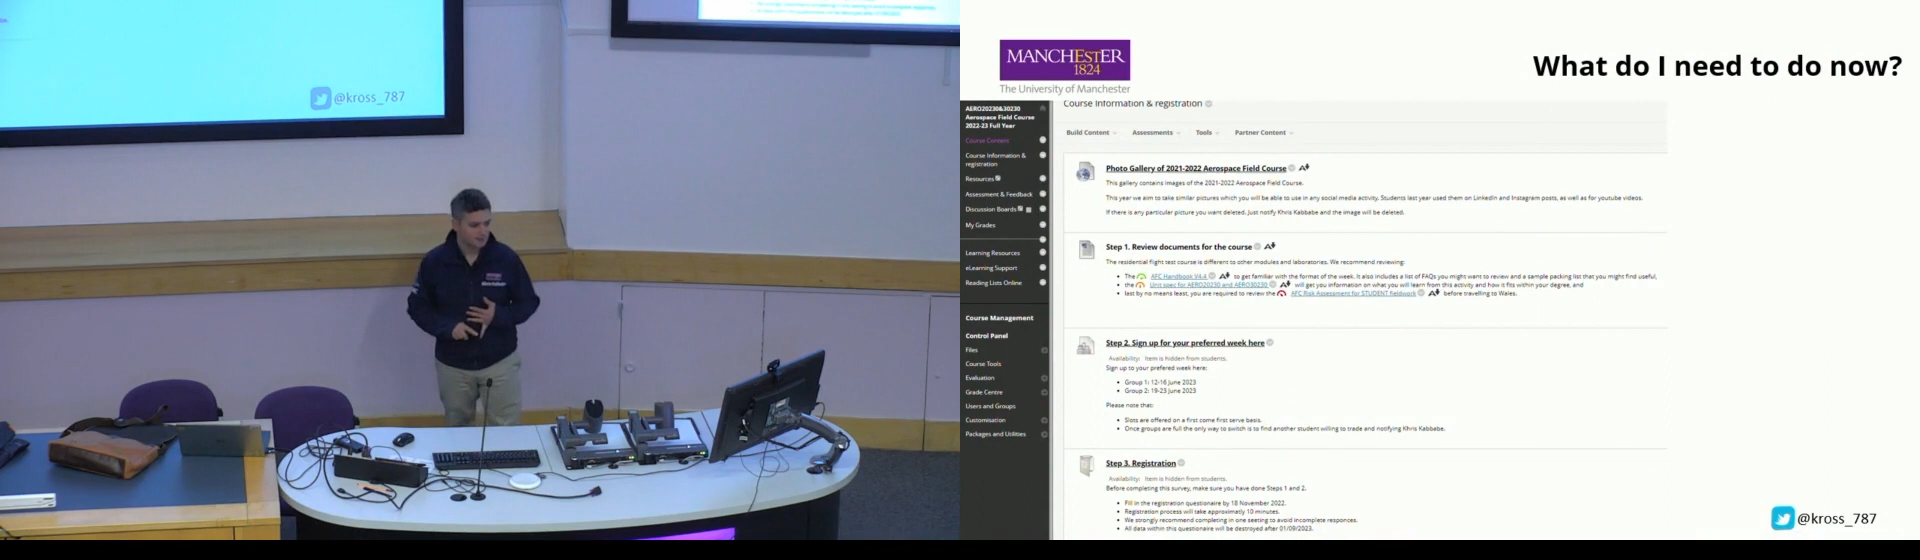 @kross_787
MANCHESTER
1824
The University of Manchester
What do I need to do now?
AERO20230&30230
Aerospace Field Course
2022-23 Full Year
Course Content
Course Information &
registration
Resources
Assessment & Feedback
Discussion Boards
My Grades
Learning Resources
eLearning Support
Reading Lists Online
Course Management
Control Panel
Files
Course Tools
Evaluation
Grade Centre
Users and Groups
Customisation
Packages and Utilities
Course Information & registration
Build Content
Assessments
Tools
Partner Content
Photo Gallery of 2021-2022 Aerospace Field Course
This gallery contains images of the 2021-2022 Aerospace Field Course.
This year we aim to take similar pictures which you will be able to use in any social media activity. Students last year used them on LinkedIn and Instagram posts, as well as for youtube videos.
If there is any particular picture you want deleted, just notify Khris Kabbabe and the image will be deleted.
Step 1. Review documents for the course
The residential flight test course is different to other modules and laboratories. We recommend reviewing:
The AFC Handbook V4.4 to get familiar with the format of the week. It also includes a list of FAQs you might want to review and a sample packing list that you might find useful,
the Unit spec for AERO20230 and AERO30230 will get you information on what you will learn from this activity and how it fits within your degree, and
last by no means least, you are required to review the AFC Risk Assessment for STUDENT fieldwork before travelling to Wales.
Step 2. Sign up for your preferred week here
Availability: Item is hidden from students.
Sign up to your prefered week here:
Group 1: 12-16 June 2023
Group 2: 19-23 June 2023
Please note that:
Slots are offered on a first come first serve basis.
Once groups are full the only way to switch is to find another student willing to trade and notifying Khris Kabbabe.
Step 3. Registration
Availability: Item is hidden from students.
Before completing this survey, make sure you have done Steps 1 and 2.
Fill in the registration questionaire by 18 November 2022.
Registration process will take approximatly 10 minutes.
We strongly recommend completing in one seeting to avoid incomplete responses.
All data within this questionaire will be destroyed after 01/09/2023.
@kross_787